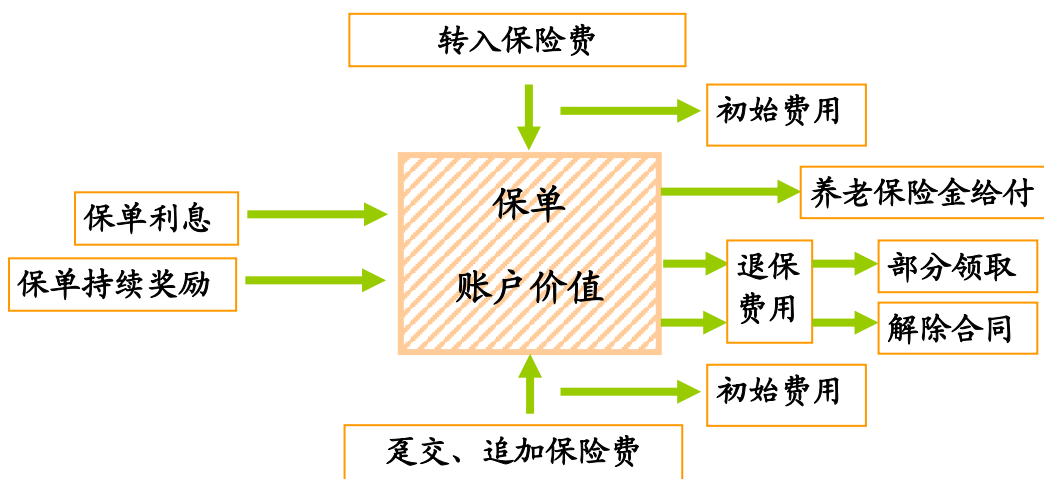 转入保险费
初始费用
保单
账户价值
养老保险金给付
保单利息
保单持续奖励
退保
费用
部分领取
解除合同
初始费用
趸交、追加保险费